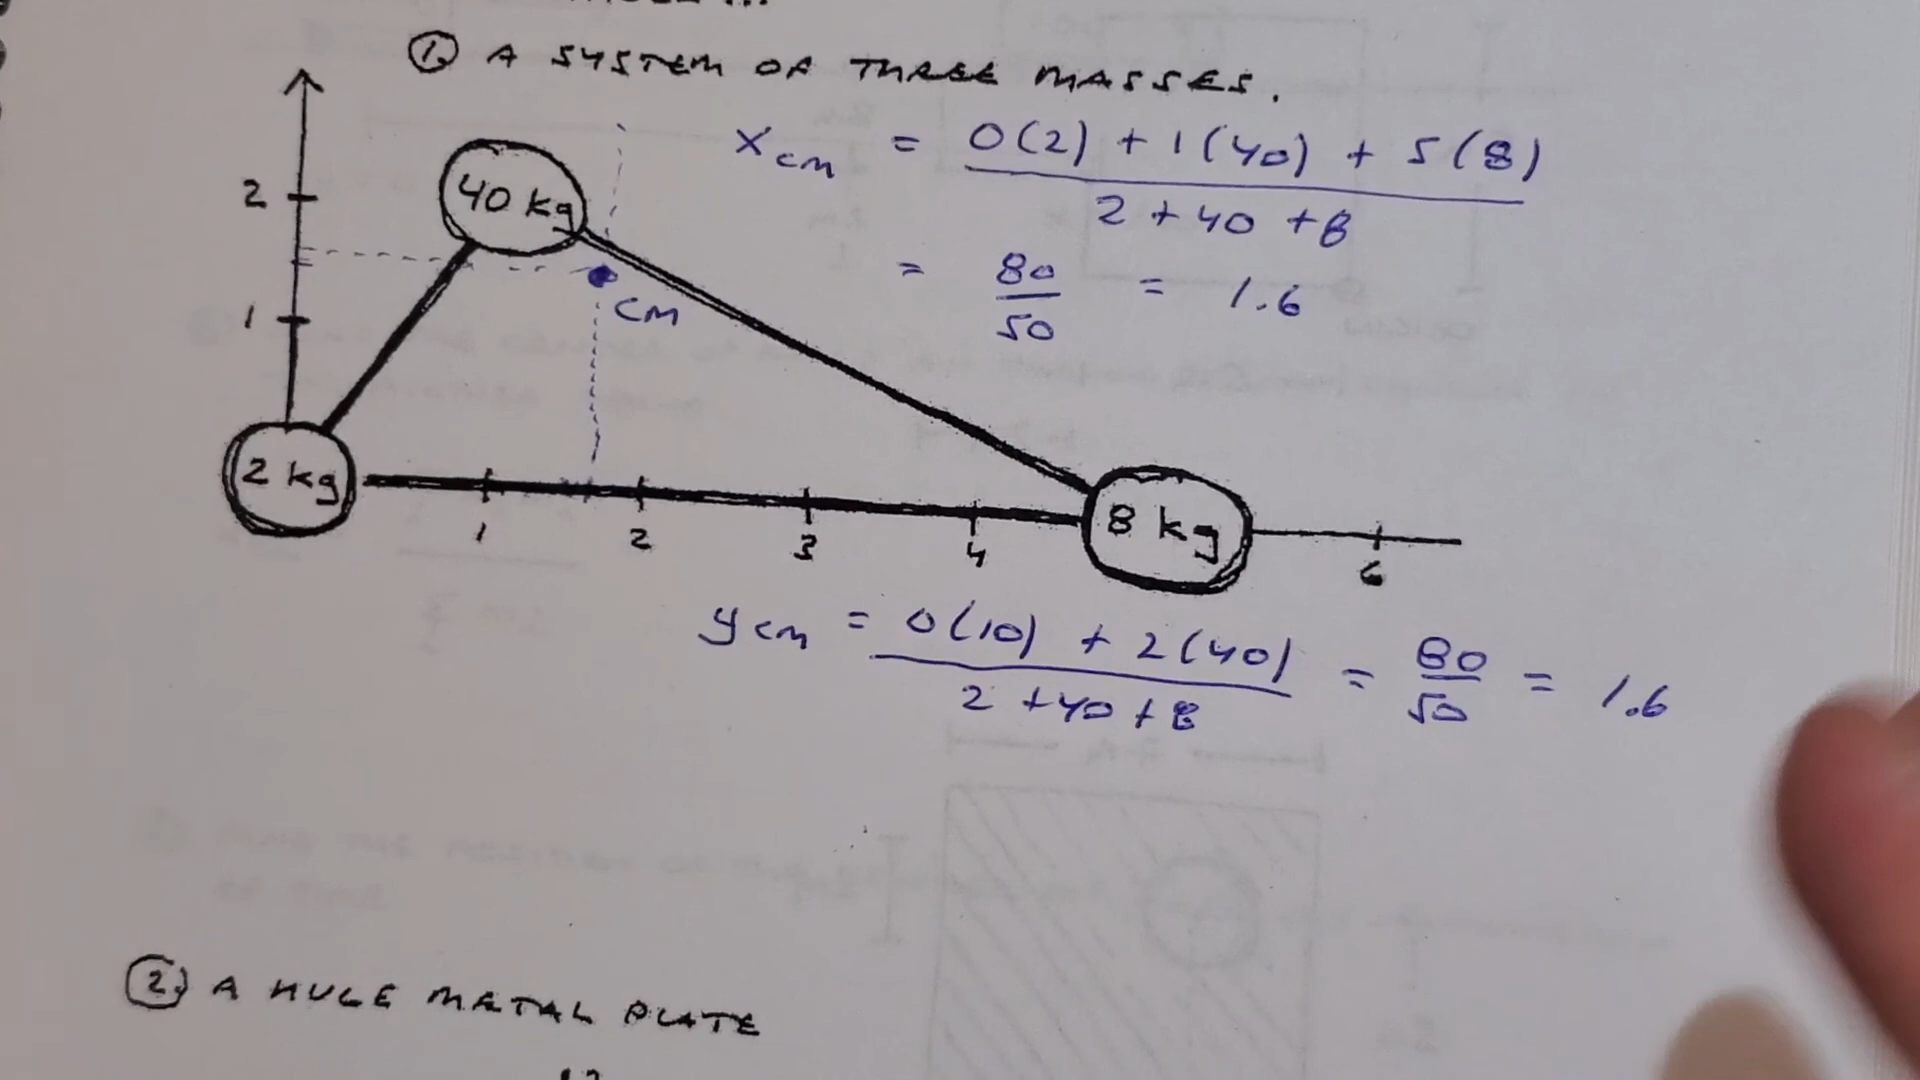 ① A SYSTEM OF THREE MASSES.
Xcm = 0(2) + 1(40) + 5(8)
2 + 40 + 8
= 80/50 = 1.6
2
40 kg
1
cm
2 kg
8 kg
1 2 3 4 6
ycm = 0(10) + 2(40) = 80/50 = 1.6
2 + 40 + 8
② A HUGE METAL PLATE